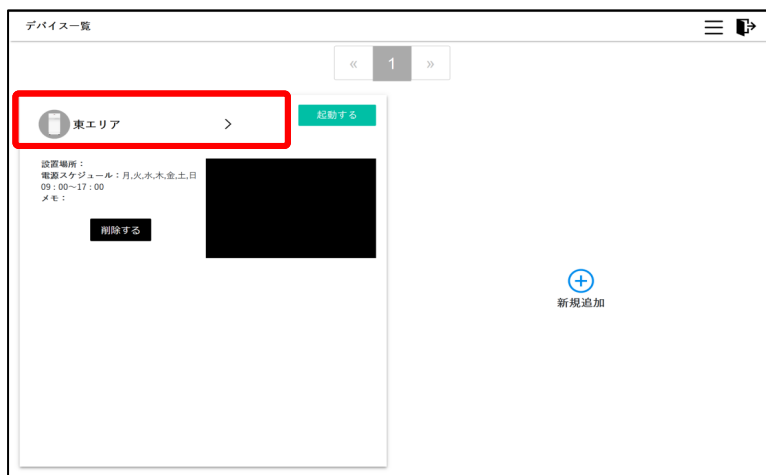 デバイス一覧
« 1 »
東エリア
起動する
設置場所：
電源スケジュール：月,火,水,木,金,土,日
09：00～17：00
メモ：
削除する
新規追加